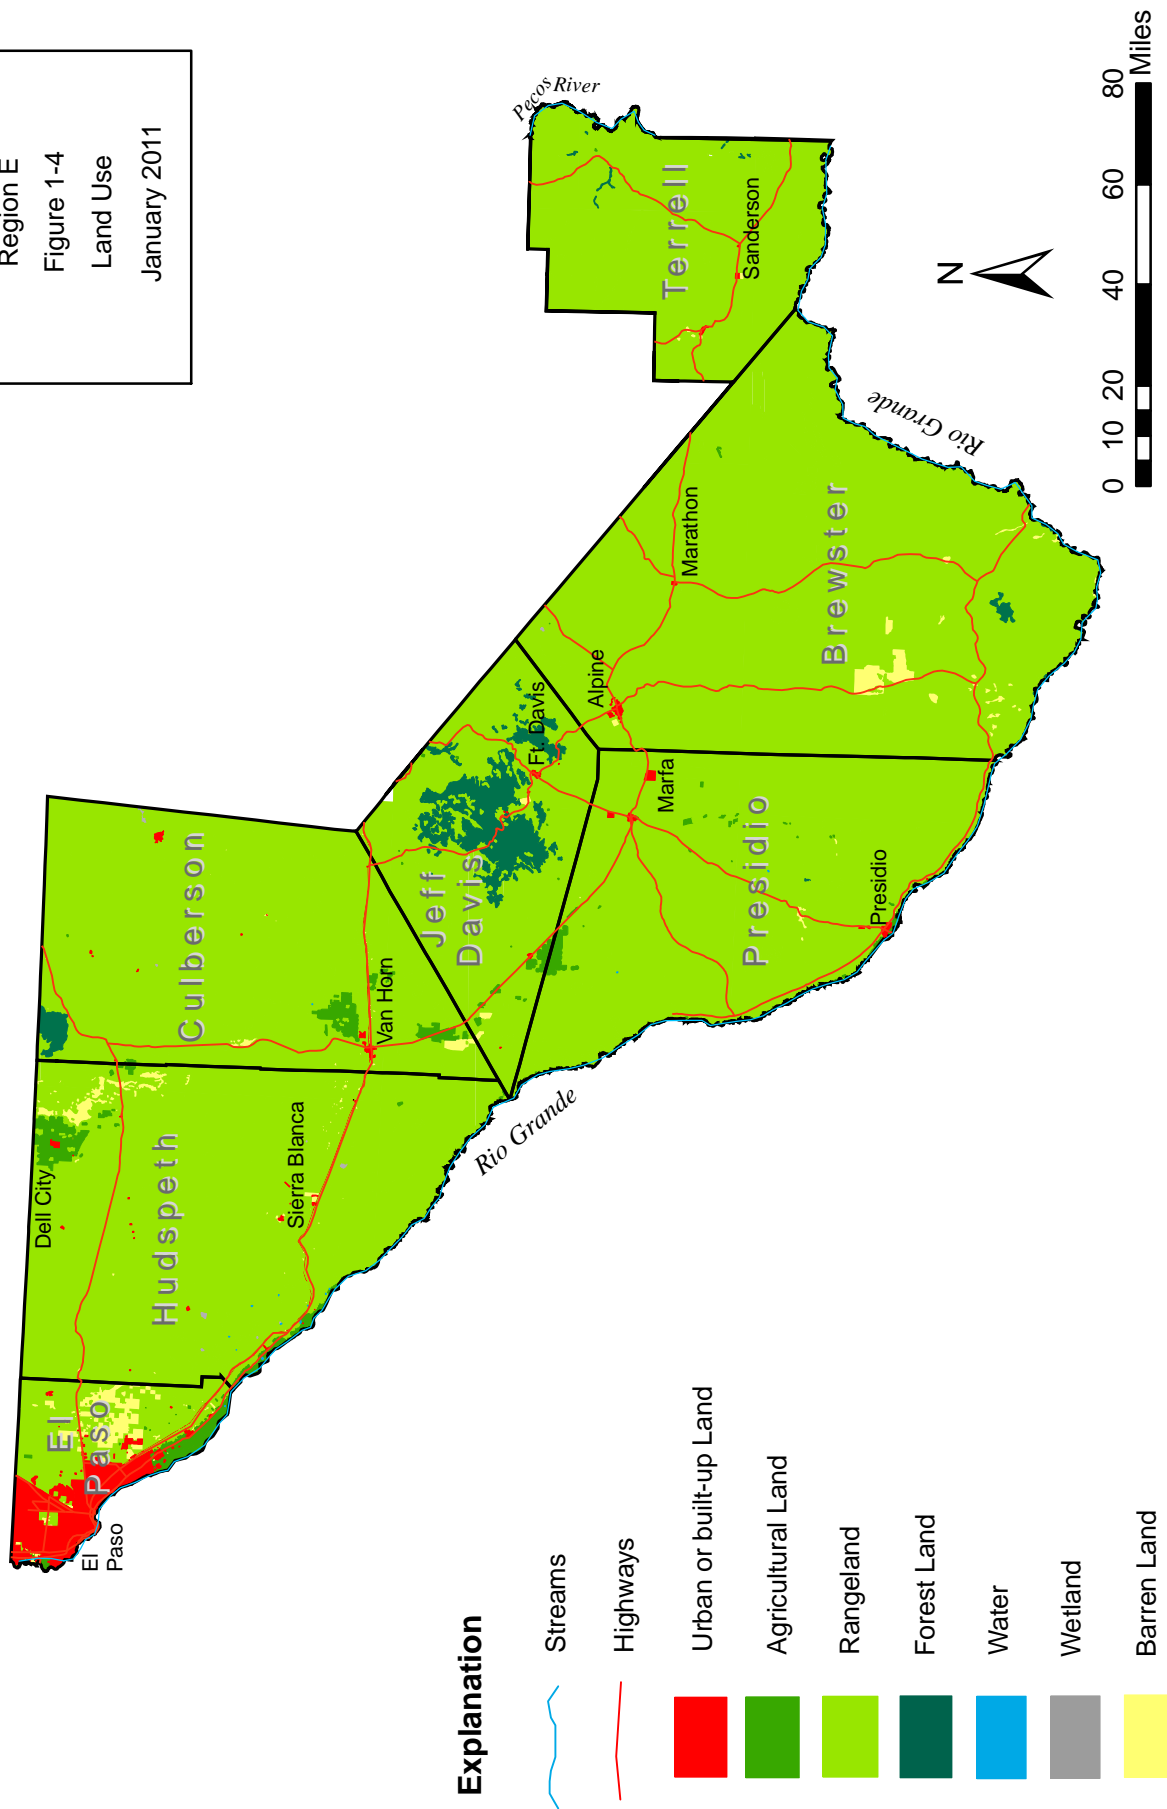 Region E
Figure 1-4
Land Use
January 2011
Pecos River
Terrell
Sanderson
N
0 10 20 40 60 80
Miles
Rio Grande
Marathon
Brewster
Alpine
Ft. Davis
Marfa
Jeff
Davis
Presidio
Presidio
Culberson
Van Horn
Rio Grande
Dell City
Hudspeth
Sierra Blanca
El
Paso
El
Paso
Explanation
Streams
Highways
Urban or built-up Land
Agricultural Land
Rangeland
Forest Land
Water
Wetland
Barren Land